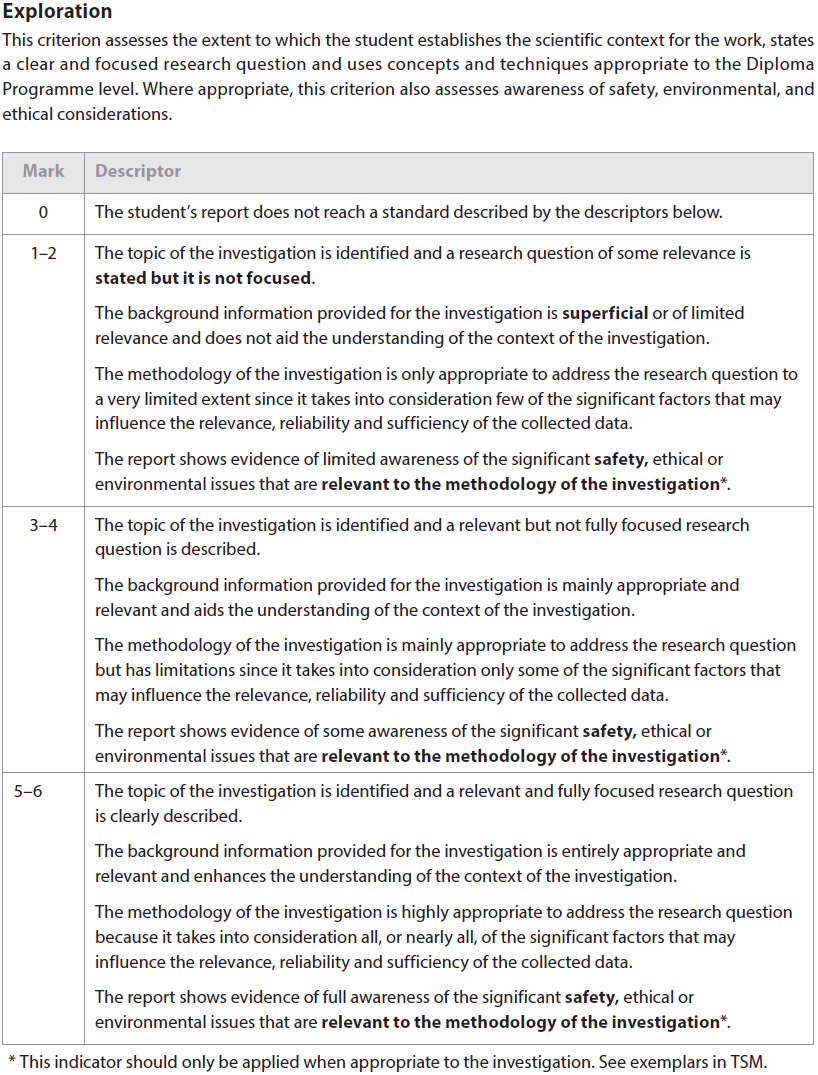 Exploration
This criterion assesses the extent to which the student establishes the scientific context for the work, states
a clear and focused research question and uses concepts and techniques appropriate to the Diploma
Programme level. Where appropriate, this criterion also assesses awareness of safety, environmental, and
ethical considerations.
Mark Descriptor
0 The student’s report does not reach a standard described by the descriptors below.
1–2 The topic of the investigation is identified and a research question of some relevance is
stated but it is not focused.
The background information provided for the investigation is superficial or of limited
relevance and does not aid the understanding of the context of the investigation.
The methodology of the investigation is only appropriate to address the research question to
a very limited extent since it takes into consideration few of the significant factors that may
influence the relevance, reliability and sufficiency of the collected data.
The report shows evidence of limited awareness of the significant safety, ethical or
environmental issues that are relevant to the methodology of the investigation*.
3–4 The topic of the investigation is identified and a relevant but not fully focused research
question is described.
The background information provided for the investigation is mainly appropriate and
relevant and aids the understanding of the context of the investigation.
The methodology of the investigation is mainly appropriate to address the research question
but has limitations since it takes into consideration only some of the significant factors that
may influence the relevance, reliability and sufficiency of the collected data.
The report shows evidence of some awareness of the significant safety, ethical or
environmental issues that are relevant to the methodology of the investigation*.
5–6 The topic of the investigation is identified and a relevant and fully focused research question
is clearly described.
The background information provided for the investigation is entirely appropriate and
relevant and enhances the understanding of the context of the investigation.
The methodology of the investigation is highly appropriate to address the research question
because it takes into consideration all, or nearly all, of the significant factors that may
influence the relevance, reliability and sufficiency of the collected data.
The report shows evidence of full awareness of the significant safety, ethical or
environmental issues that are relevant to the methodology of the investigation*.
* This indicator should only be applied when appropriate to the investigation. See exemplars in TSM.